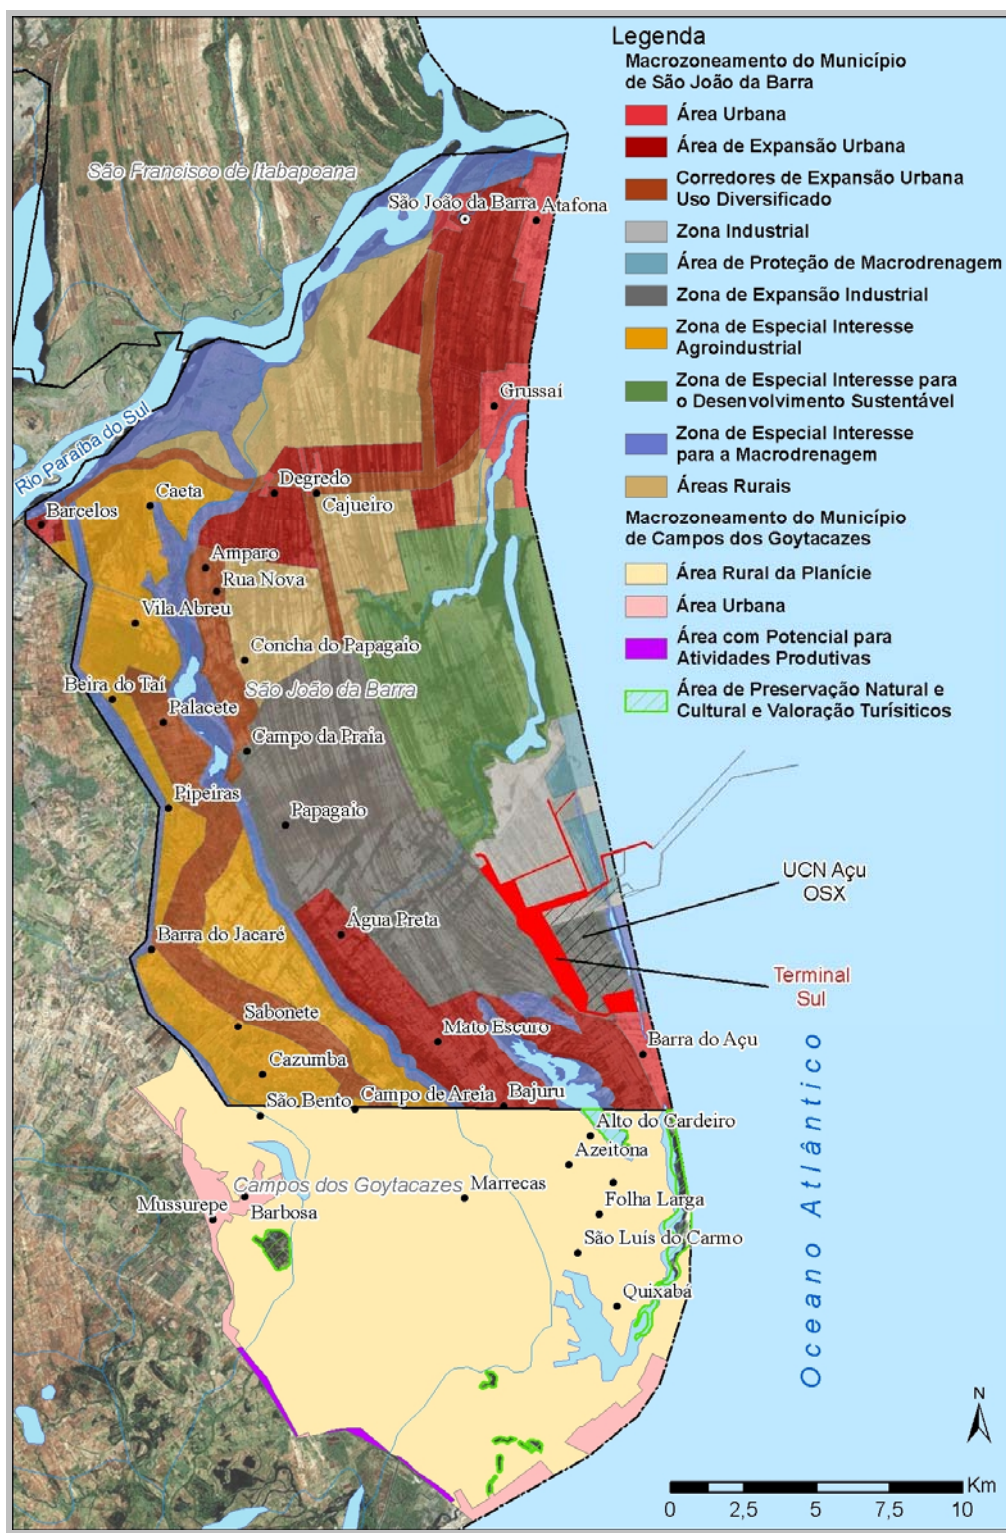 Legenda
Macrozoneamento do Município
de São João da Barra
Área Urbana
Área de Expansão Urbana
Corredores de Expansão Urbana
Uso Diversificado
Zona Industrial
Área de Proteção de Macrodrenagem
Zona de Expansão Industrial
Zona de Especial Interesse
Agroindustrial
Zona de Especial Interesse para
o Desenvolvimento Sustentável
Zona de Especial Interesse
para a Macrodrenagem
Áreas Rurais
Macrozoneamento do Município
de Campos dos Goytacazes
Área Rural da Planície
Área Urbana
Área com Potencial para
Atividades Produtivas
Área de Preservação Natural e
Cultural e Valoração Turísiticos
São Francisco de Itabapoana
São João da Barra
Atafona
Grussaí
Rio Paraíba do Sul
Degredo
Caeta
Cajueiro
Barcelos
Amparo
Rua Nova
Vila Abreu
Concha do Papagaio
Beira do Taí
São João da Barra
Palacete
Campo da Praia
Pipeiras
Papagaio
UCN Açu
OSX
Água Preta
Barra do Jacaré
Terminal
Sul
Sabonete
Mato Escuro
Barra do Açu
Cazumba
São Bento
Campo de Areia
Bajuru
Alto do Cardeiro
Azeitona
Campos dos Goytacazes
Marrecas
Mussurepe
Barbosa
Folha Larga
São Luís do Carmo
Quixabá
Oceano Atlântico
N
Km
0 2,5 5 7,5 10